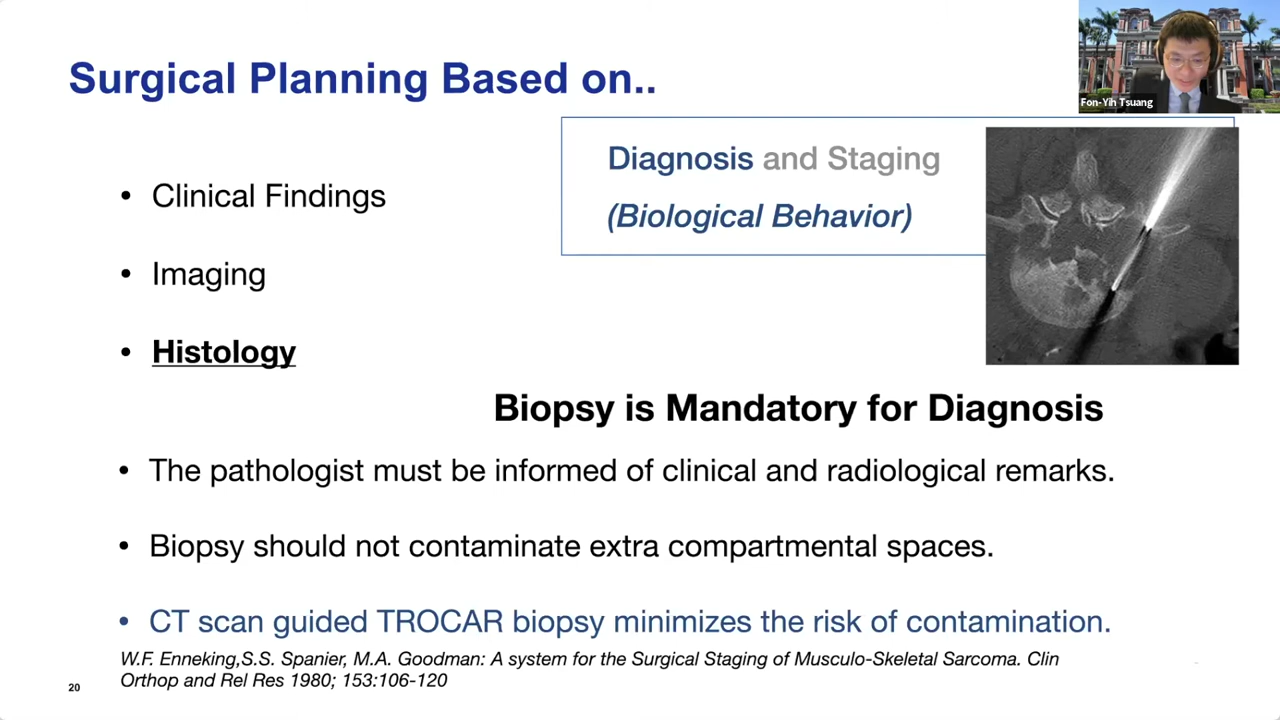 Surgical Planning Based on..
Fon-Yih Tsuang
Diagnosis and Staging
(Biological Behavior)
• Clinical Findings
• Imaging
• Histology
Biopsy is Mandatory for Diagnosis
• The pathologist must be informed of clinical and radiological remarks.
• Biopsy should not contaminate extra compartmental spaces.
• CT scan guided TROCAR biopsy minimizes the risk of contamination.
W.F. Enneking,S.S. Spanier, M.A. Goodman: A system for the Surgical Staging of Musculo-Skeletal Sarcoma. Clin
Orthop and Rel Res 1980; 153:106-120
20